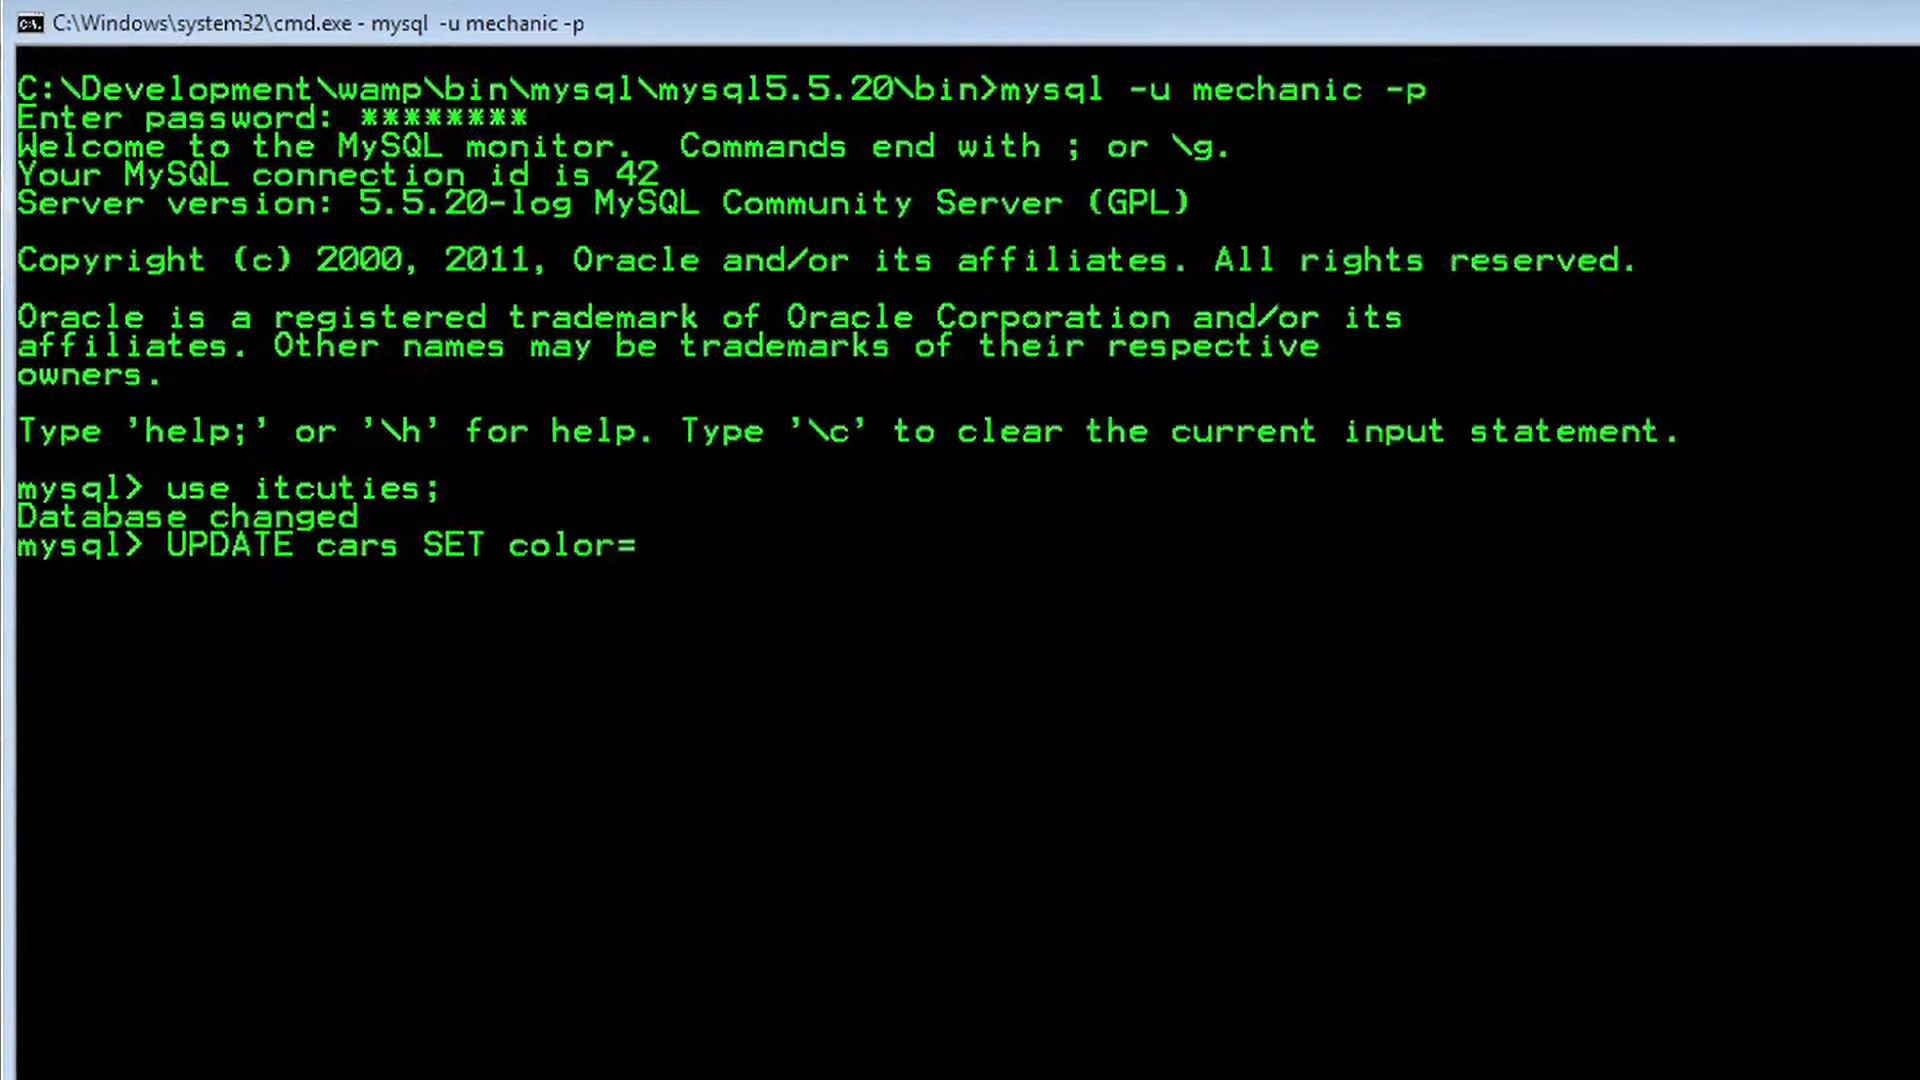 C:\Windows\system32\cmd.exe - mysql  -u mechanic -p
C:\Development\wamp\bin\mysql\mysql5.5.20\bin>mysql -u mechanic -p
Enter password: ********
Welcome to the MySQL monitor.  Commands end with ; or \g.
Your MySQL connection id is 42
Server version: 5.5.20-log MySQL Community Server (GPL)
Copyright (c) 2000, 2011, Oracle and/or its affiliates. All rights reserved.
Oracle is a registered trademark of Oracle Corporation and/or its
affiliates. Other names may be trademarks of their respective
owners.
Type 'help;' or '\h' for help. Type '\c' to clear the current input statement.
mysql> use itcuties;
Database changed
mysql> UPDATE cars SET color=